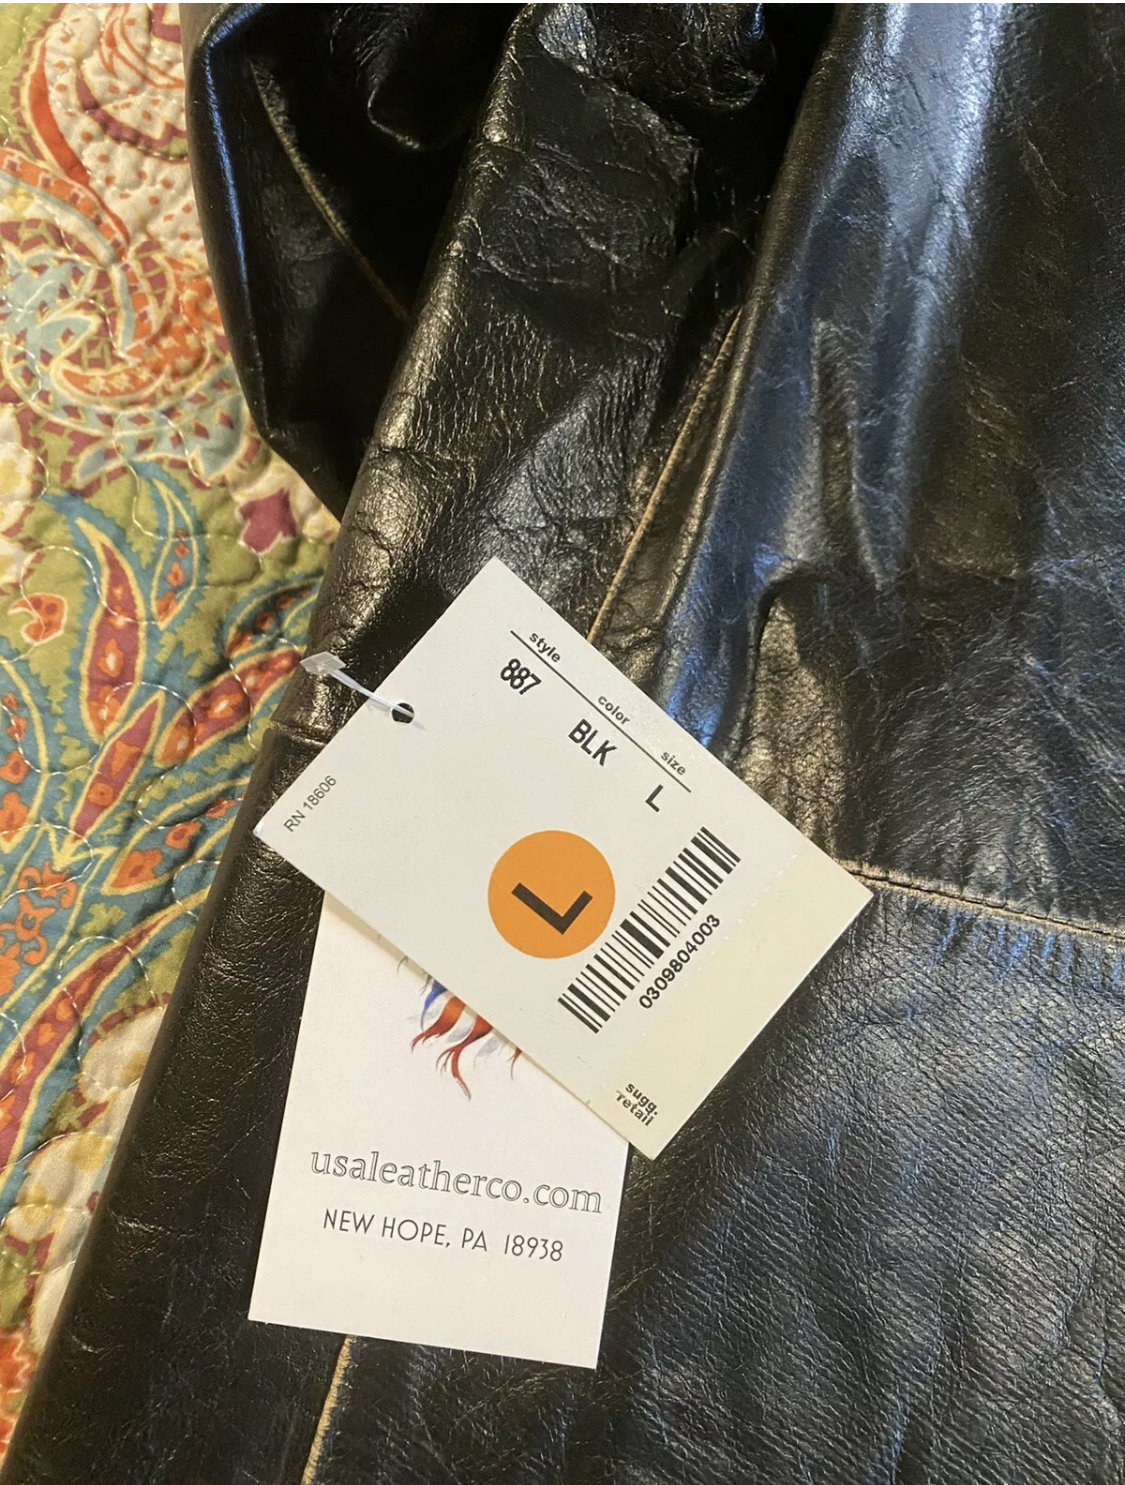 style
color
size
887
BLK
L
RN 18606
L
0309804003
sugg.
retail
usaleatherco.com
NEW HOPE, PA 18938